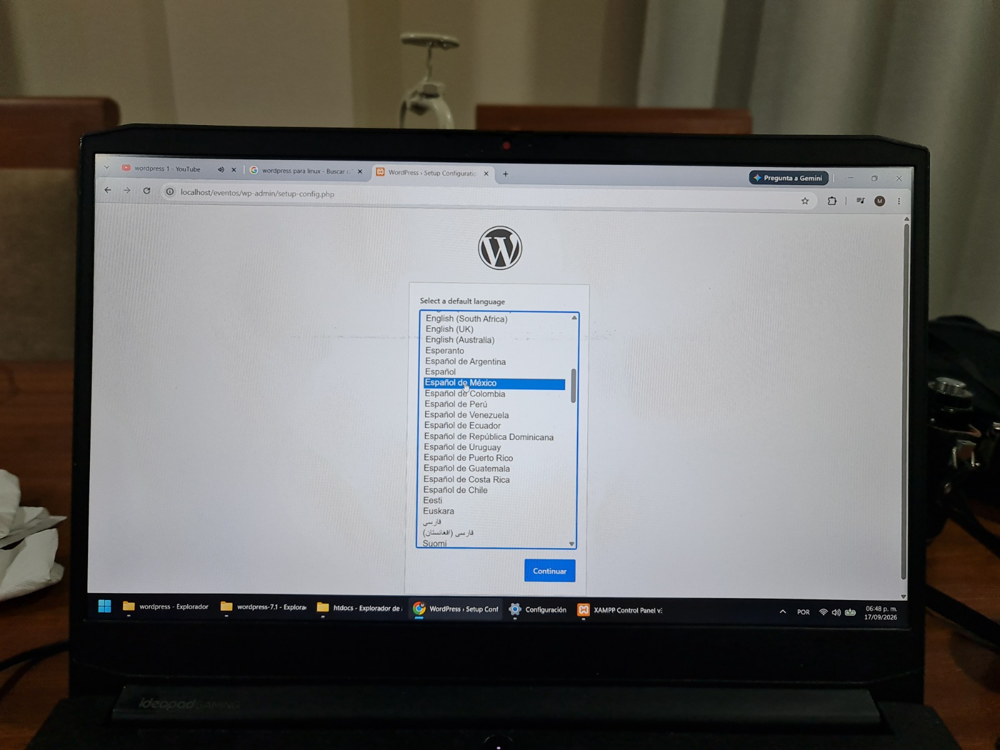 wordpress 1 - YouTube
wordpress para linux - Buscar c
WordPress › Setup Configuratio
Pregunta a Gemini
localhost/eventos/wp-admin/setup-config.php
M
Select a default language
English (South Africa)
English (UK)
English (Australia)
Esperanto
Español de Argentina
Español
Español de México
Español de Colombia
Español de Perú
Español de Venezuela
Español de Ecuador
Español de República Dominicana
Español de Uruguay
Español de Puerto Rico
Español de Guatemala
Español de Costa Rica
Español de Chile
Eesti
Euskara
فارسی
(فارسی (افغانستان
Suomi
Continuar
wordpress - Explorador
wordpress-7.1 - Explora
htdocs - Explorador de
WordPress › Setup Conf
Configuración
XAMPP Control Panel v3
POR
06:48 p. m.
17/09/2026
ideapad GAMING